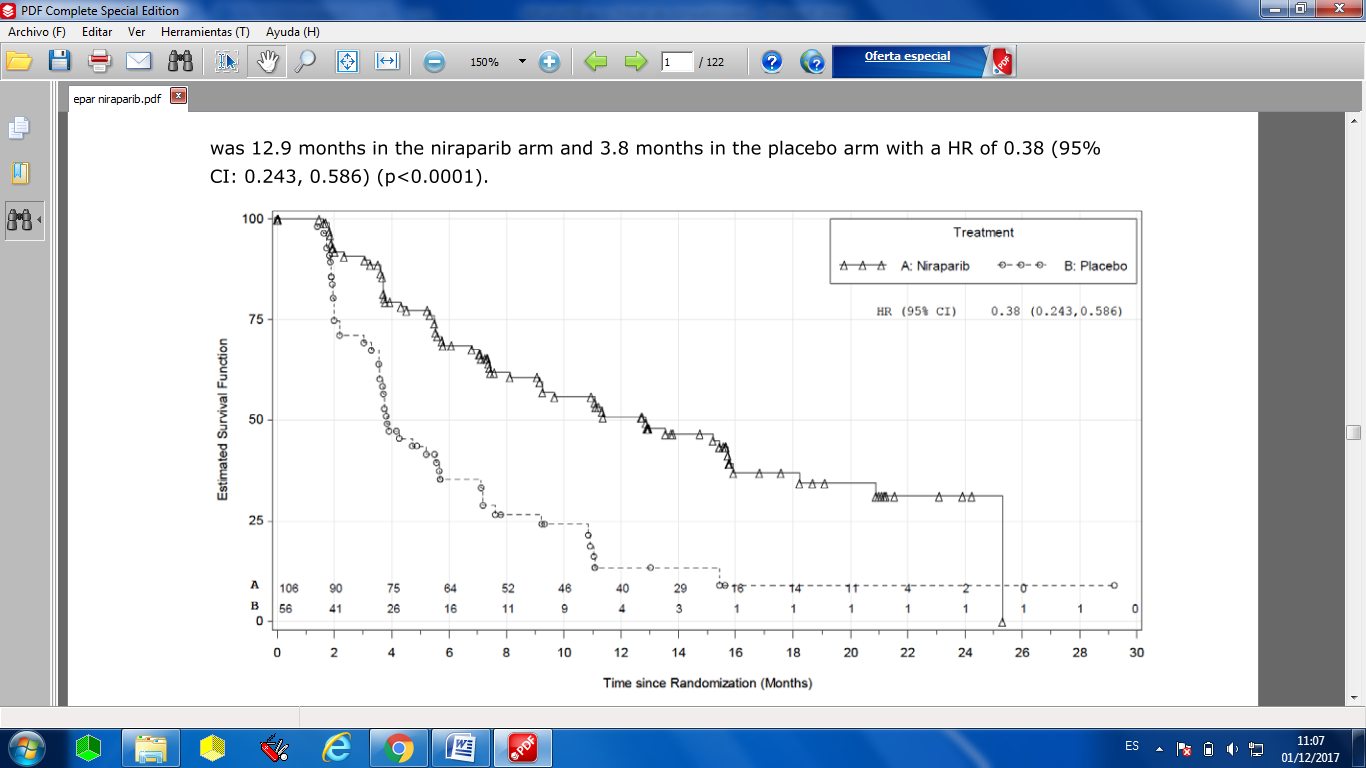 PDF Complete Special Edition
Archivo (F) Editar Ver Herramientas (T) Ayuda (H)
150% 1 / 122 Oferta especial PDF
epar niraparib.pdf
was 12.9 months in the niraparib arm and 3.8 months in the placebo arm with a HR of 0.38 (95%
CI: 0.243, 0.586) (p<0.0001).
100
75
50
25
0
Estimated Survival Function
Treatment
A: Niraparib B: Placebo
HR (95% CI) 0.38 (0.243,0.586)
A 106 90 75 64 52 46 40 29 16 14 11 4 2 0
B 56 41 26 16 11 9 4 3 1 1 1 1 1 1 1 0
0 2 4 6 8 10 12 14 16 18 20 22 24 26 28 30
Time since Randomization (Months)
PDF
ES 11:07
01/12/2017